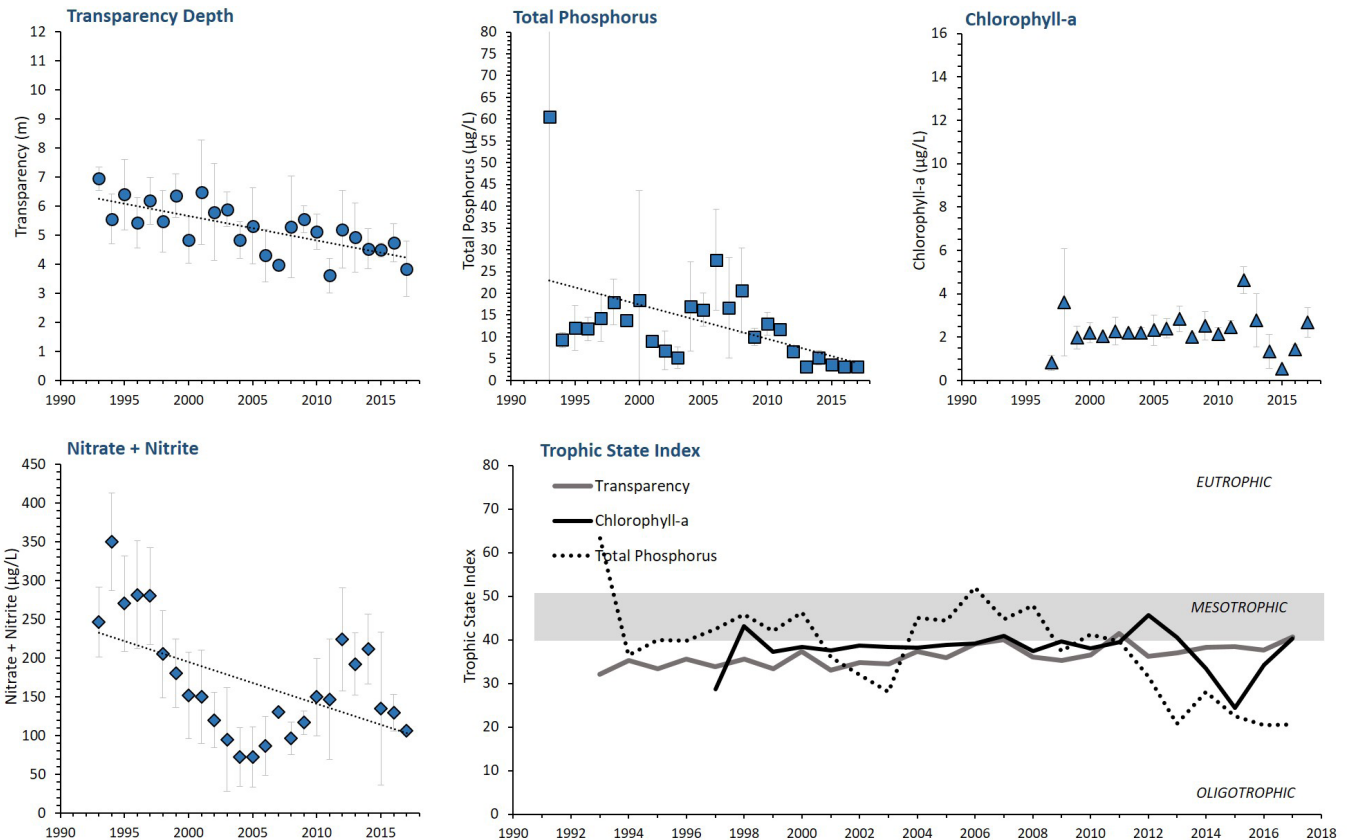 Transparency Depth
Transparency (m)
12
11
10
9
8
7
6
5
4
3
2
1
0
1990 1995 2000 2005 2010 2015
Total Phosphorus
Total Posphorus (µg/L)
80
75
70
65
60
55
50
45
40
35
30
25
20
15
10
5
0
1990 1995 2000 2005 2010 2015
Chlorophyll-a
Chlorophyll-a (µg/L)
16
14
12
10
8
6
4
2
0
1990 1995 2000 2005 2010 2015
Nitrate + Nitrite
Nitrate + Nitrite (µg/L)
450
400
350
300
250
200
150
100
50
0
1990 1995 2000 2005 2010 2015
Trophic State Index
Trophic State Index
80
70
60
50
40
30
20
10
0
Transparency
Chlorophyll-a
Total Phosphorus
EUTROPHIC
MESOTROPHIC
OLIGOTROPHIC
1990 1992 1994 1996 1998 2000 2002 2004 2006 2008 2010 2012 2014 2016 2018